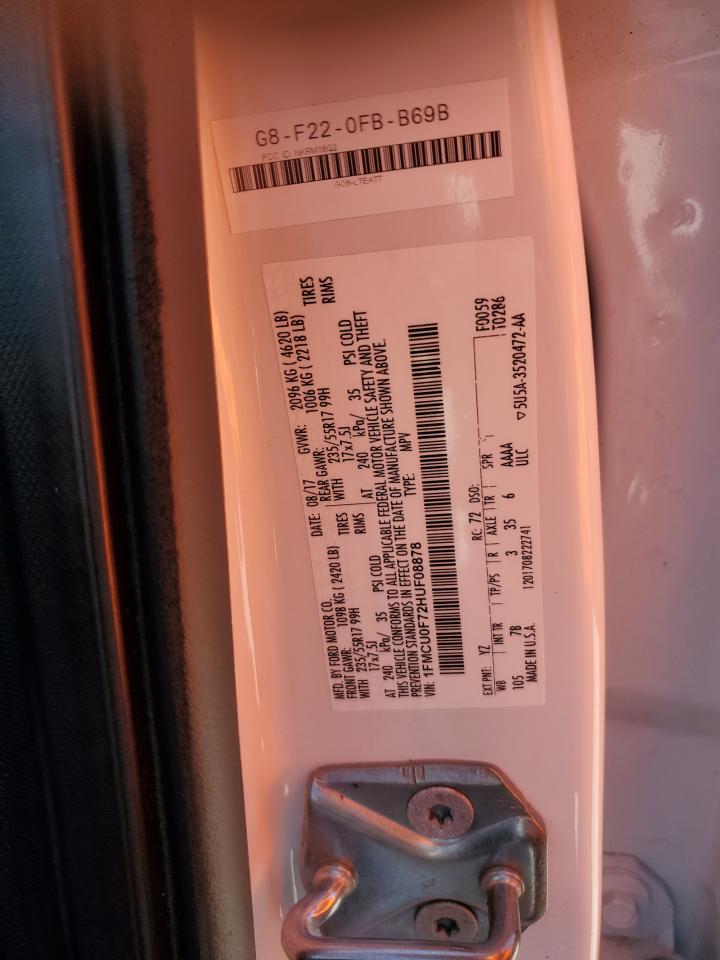 G8-F22-0FB-B69B
FCC ID: NKRM18Q2
G08-LTEATT
MFD. BY FORD MOTOR CO. DATE: 08/17 GVWR: 2096 KG ( 4620 LB)
FRONT GAWR: 1098 KG ( 2420 LB) REAR GAWR: 1006 KG ( 2218 LB)
WITH 235/55R17 99H TIRES WITH 235/55R17 99H TIRES
17x7.5J RIMS 17x7.5J RIMS
AT 240 kPa/ 35 PSI COLD AT 240 kPa/ 35 PSI COLD
THIS VEHICLE CONFORMS TO ALL APPLICABLE FEDERAL MOTOR VEHICLE SAFETY AND THEFT
PREVENTION STANDARDS IN EFFECT ON THE DATE OF MANUFACTURE SHOWN ABOVE.
VIN: 1FMCU0F72HUF08878 TYPE: MPV
EXT PNT: YZ RC: 72 DSO: F0059
WB INT TR TP/PS R AXLE TR SPR T0286
105 7B 3 35 6 AAAA
ULC
MADE IN U.S.A. 1201708222741 ▽5U5A-3520472-AA